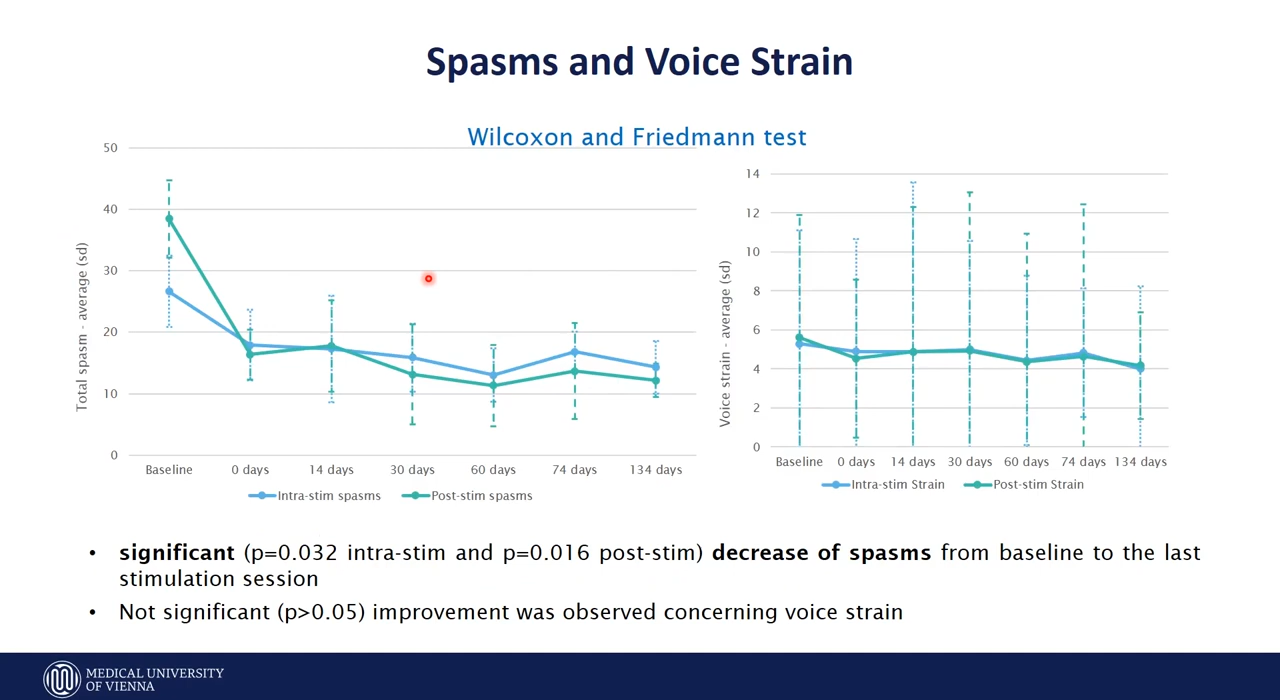 Spasms and Voice Strain
Wilcoxon and Friedmann test
Total spasm - average (sd)
50
40
30
20
10
0
Baseline 0 days 14 days 30 days 60 days 74 days 134 days
Intra-stim spasms Post-stim spasms
Voice strain - average (sd)
14
12
10
8
6
4
2
0
Baseline 0 days 14 days 30 days 60 days 74 days 134 days
Intra-stim Strain Post-stim Strain
• significant (p=0.032 intra-stim and p=0.016 post-stim) decrease of spasms from baseline to the last
stimulation session
• Not significant (p>0.05) improvement was observed concerning voice strain
MEDICAL UNIVERSITY
OF VIENNA